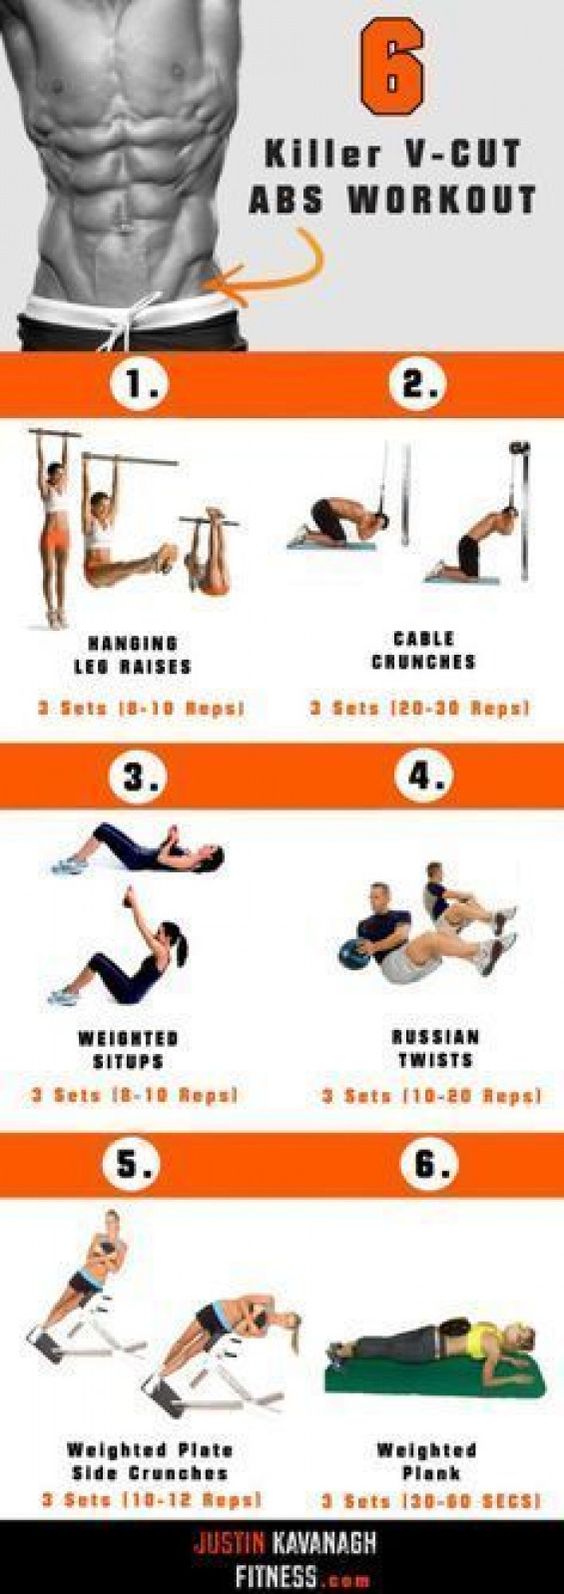 6
Killer V-CUT
ABS WORKOUT
1.
2.
HANGING
LEG RAISES
3 Sets (8-10 Reps)
CABLE
CRUNCHES
3 Sets (20-30 Reps)
3.
4.
WEIGHTED
SITUPS
3 Sets (8-10 Reps)
RUSSIAN
TWISTS
3 Sets (10-20 Reps)
5.
6.
Weighted Plate
Side Crunches
3 Sets (10-12 Reps)
Weighted
Plank
3 Sets (30-60 SECS)
JUSTIN KAVANAGH
FITNESS.com